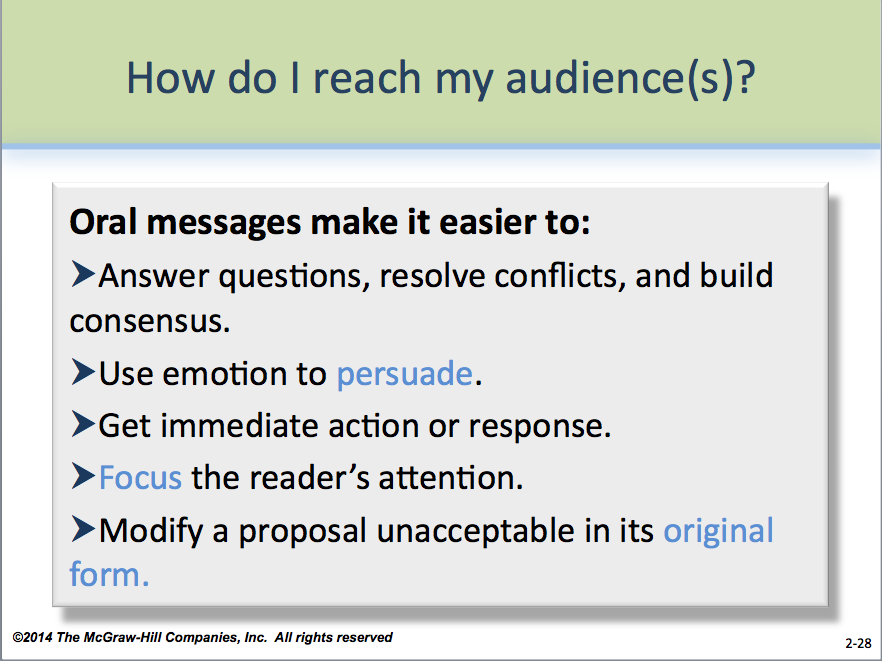 How do I reach my audience(s)?
Oral messages make it easier to:
➤Answer questions, resolve conflicts, and build
consensus.
➤Use emotion to persuade.
➤Get immediate action or response.
➤Focus the reader’s attention.
➤Modify a proposal unacceptable in its original
form.
©2014 The McGraw-Hill Companies, Inc.  All rights reserved
2-28